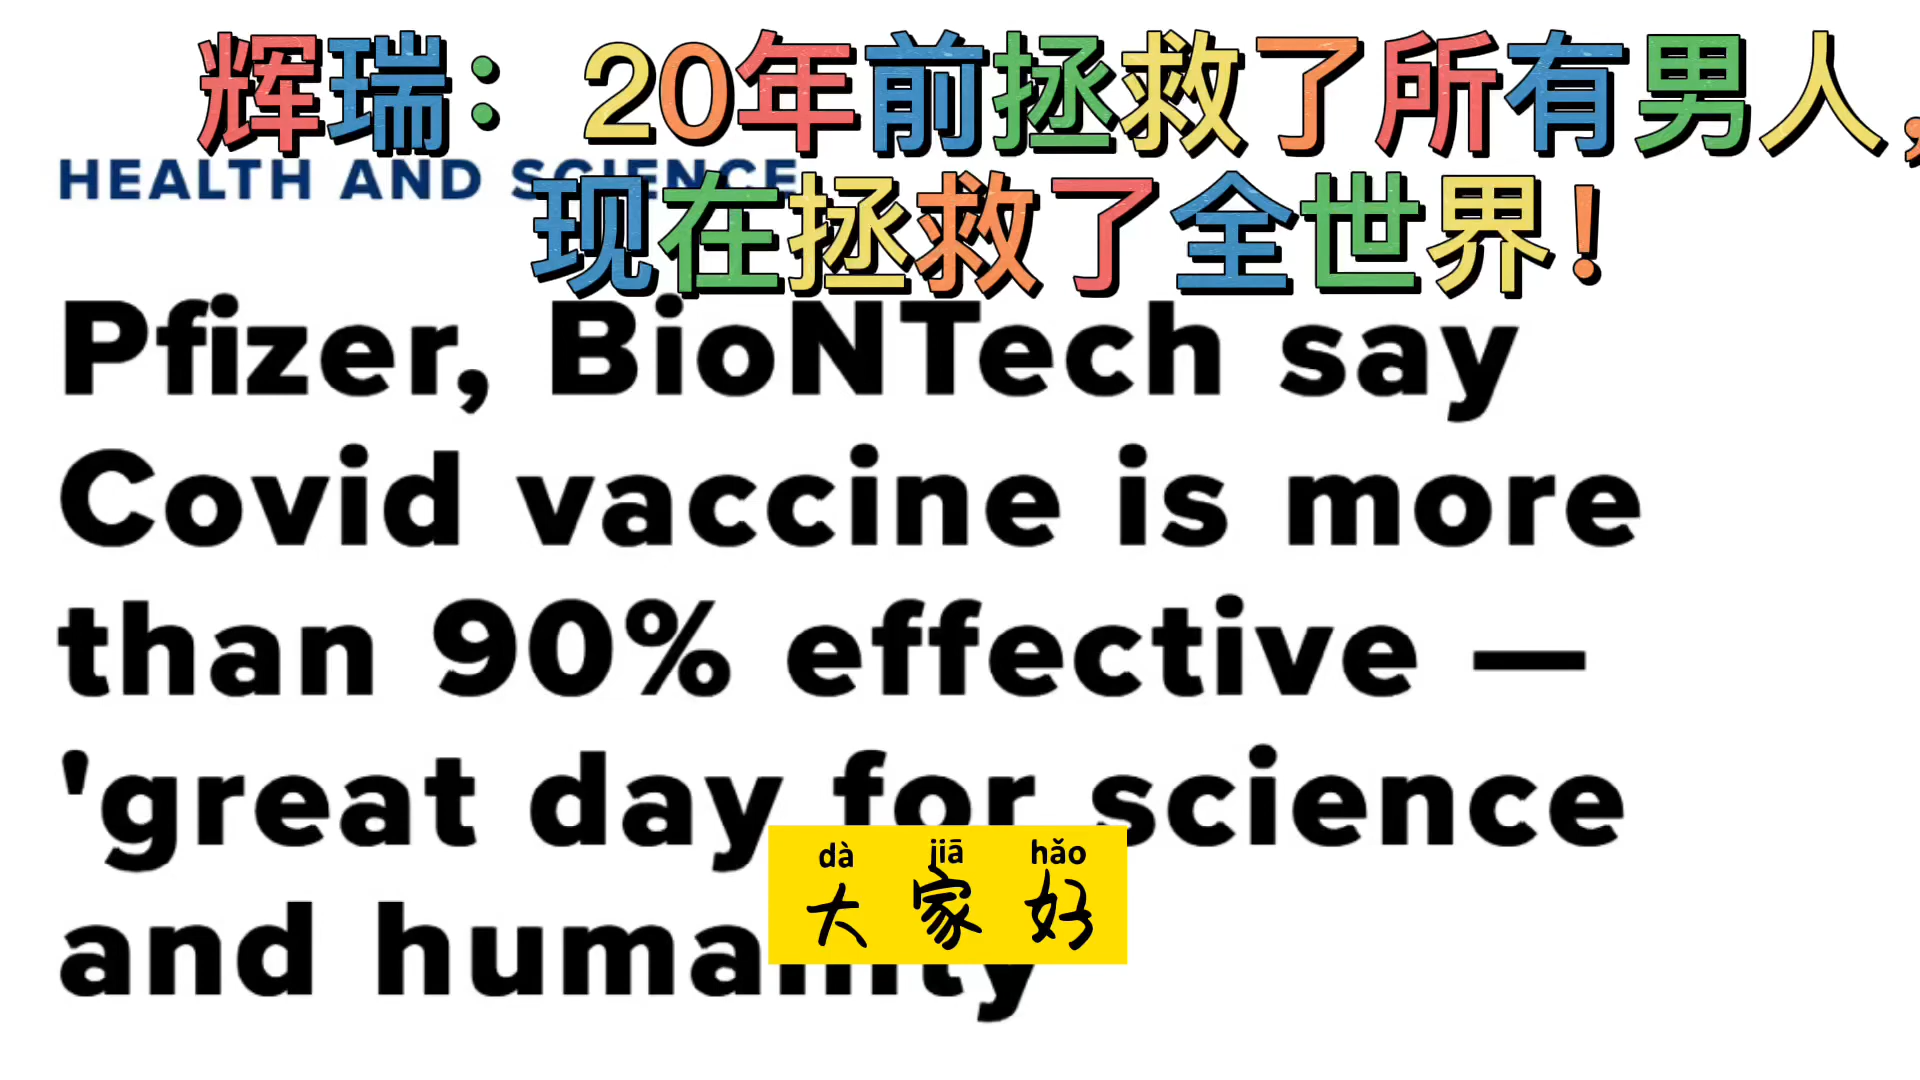 辉瑞：20年前拯救了所有男人，
现在拯救了全世界！
HEALTH AND SCIENCE
Pfizer, BioNTech say
Covid vaccine is more
than 90% effective —
'great day for science
and humanity
dà jiā hǎo
大家好